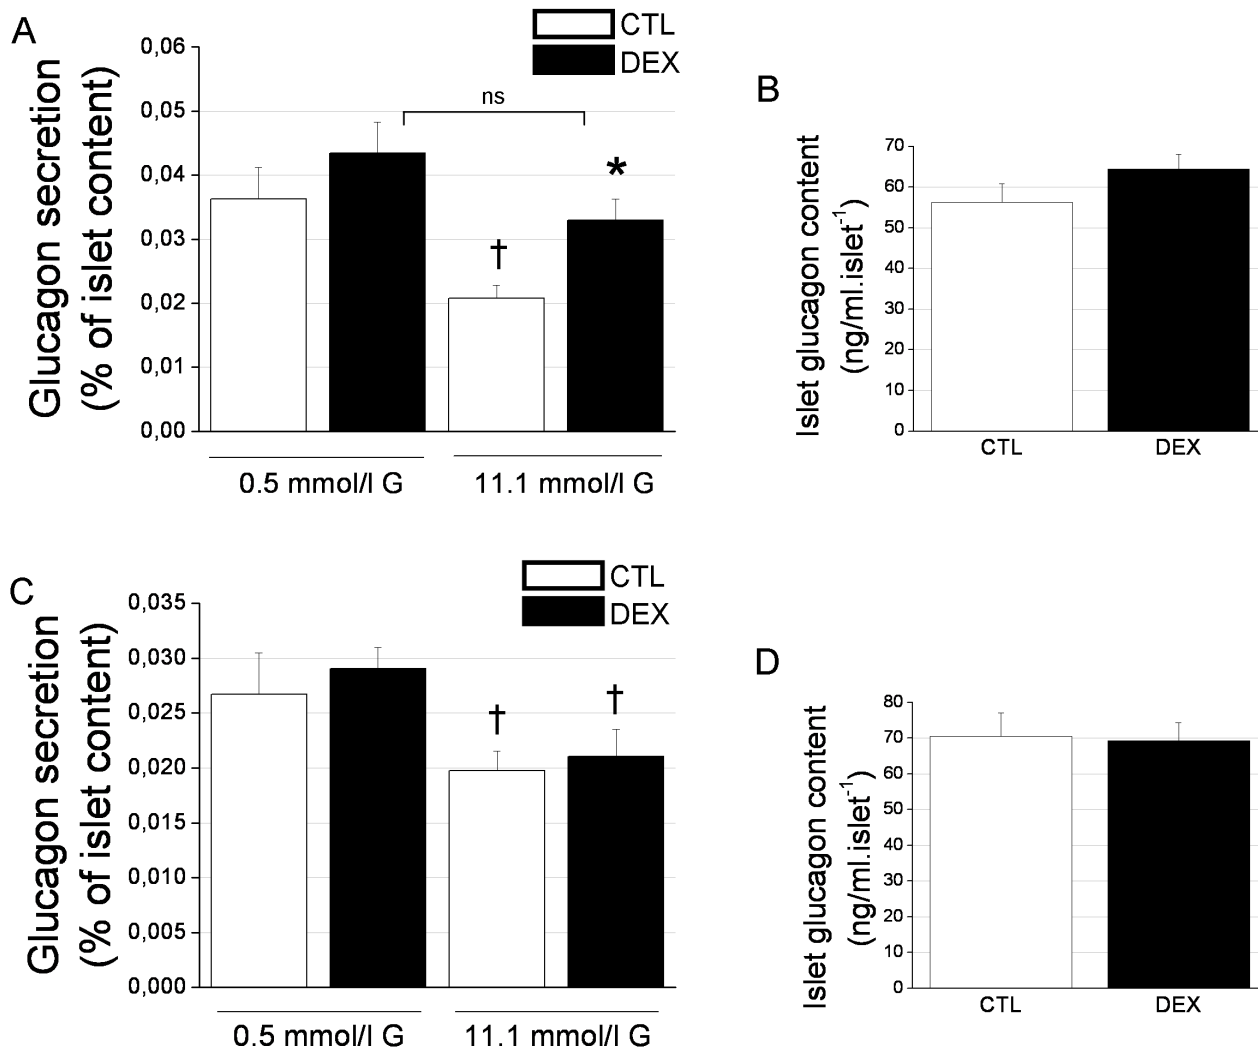 A
CTL
DEX
Glucagon secretion
(% of islet content)
0,06
0,05
0,04
0,03
0,02
0,01
0,00
ns
*
†
0.5 mmol/l G
11.1 mmol/l G
B
Islet glucagon content
(ng/ml.islet-1)
70
60
50
40
30
20
10
0
CTL
DEX
C
CTL
DEX
Glucagon secretion
(% of islet content)
0,035
0,030
0,025
0,020
0,015
0,010
0,005
0,000
†
†
0.5 mmol/l G
11.1 mmol/l G
D
Islet glucagon content
(ng/ml.islet-1)
80
70
60
50
40
30
20
10
0
CTL
DEX